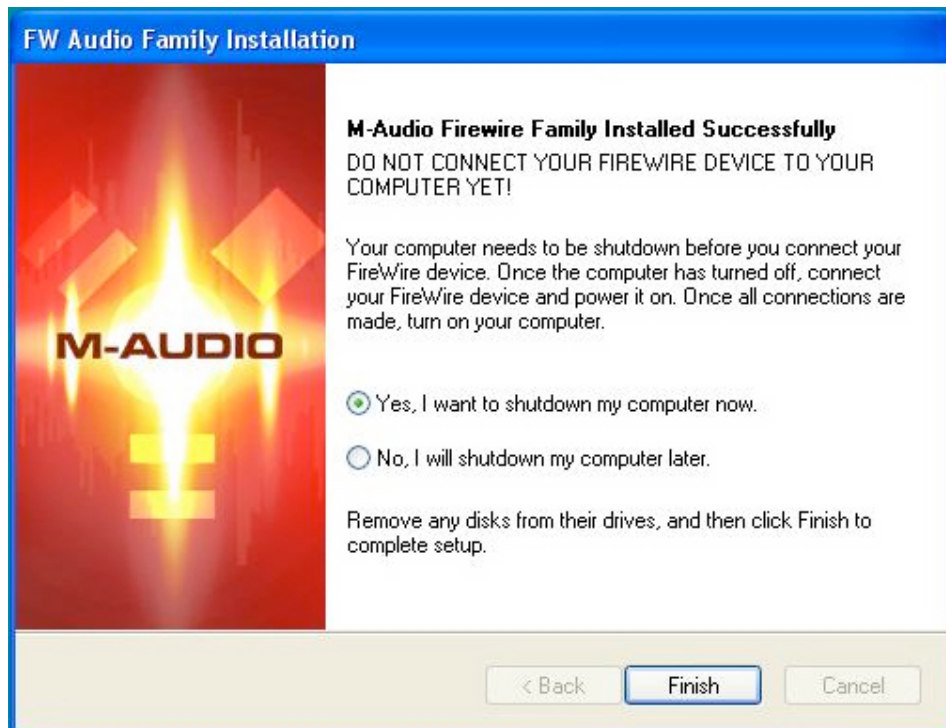 FW Audio Family Installation
M-Audio Firewire Family Installed Successfully
DO NOT CONNECT YOUR FIREWIRE DEVICE TO YOUR
COMPUTER YET!
Your computer needs to be shutdown before you connect your
FireWire device. Once the computer has turned off, connect
your FireWire device and power it on. Once all connections are
made, turn on your computer.
M-AUDIO
Yes, I want to shutdown my computer now.
No, I will shutdown my computer later.
Remove any disks from their drives, and then click Finish to
complete setup.
< Back
Finish
Cancel